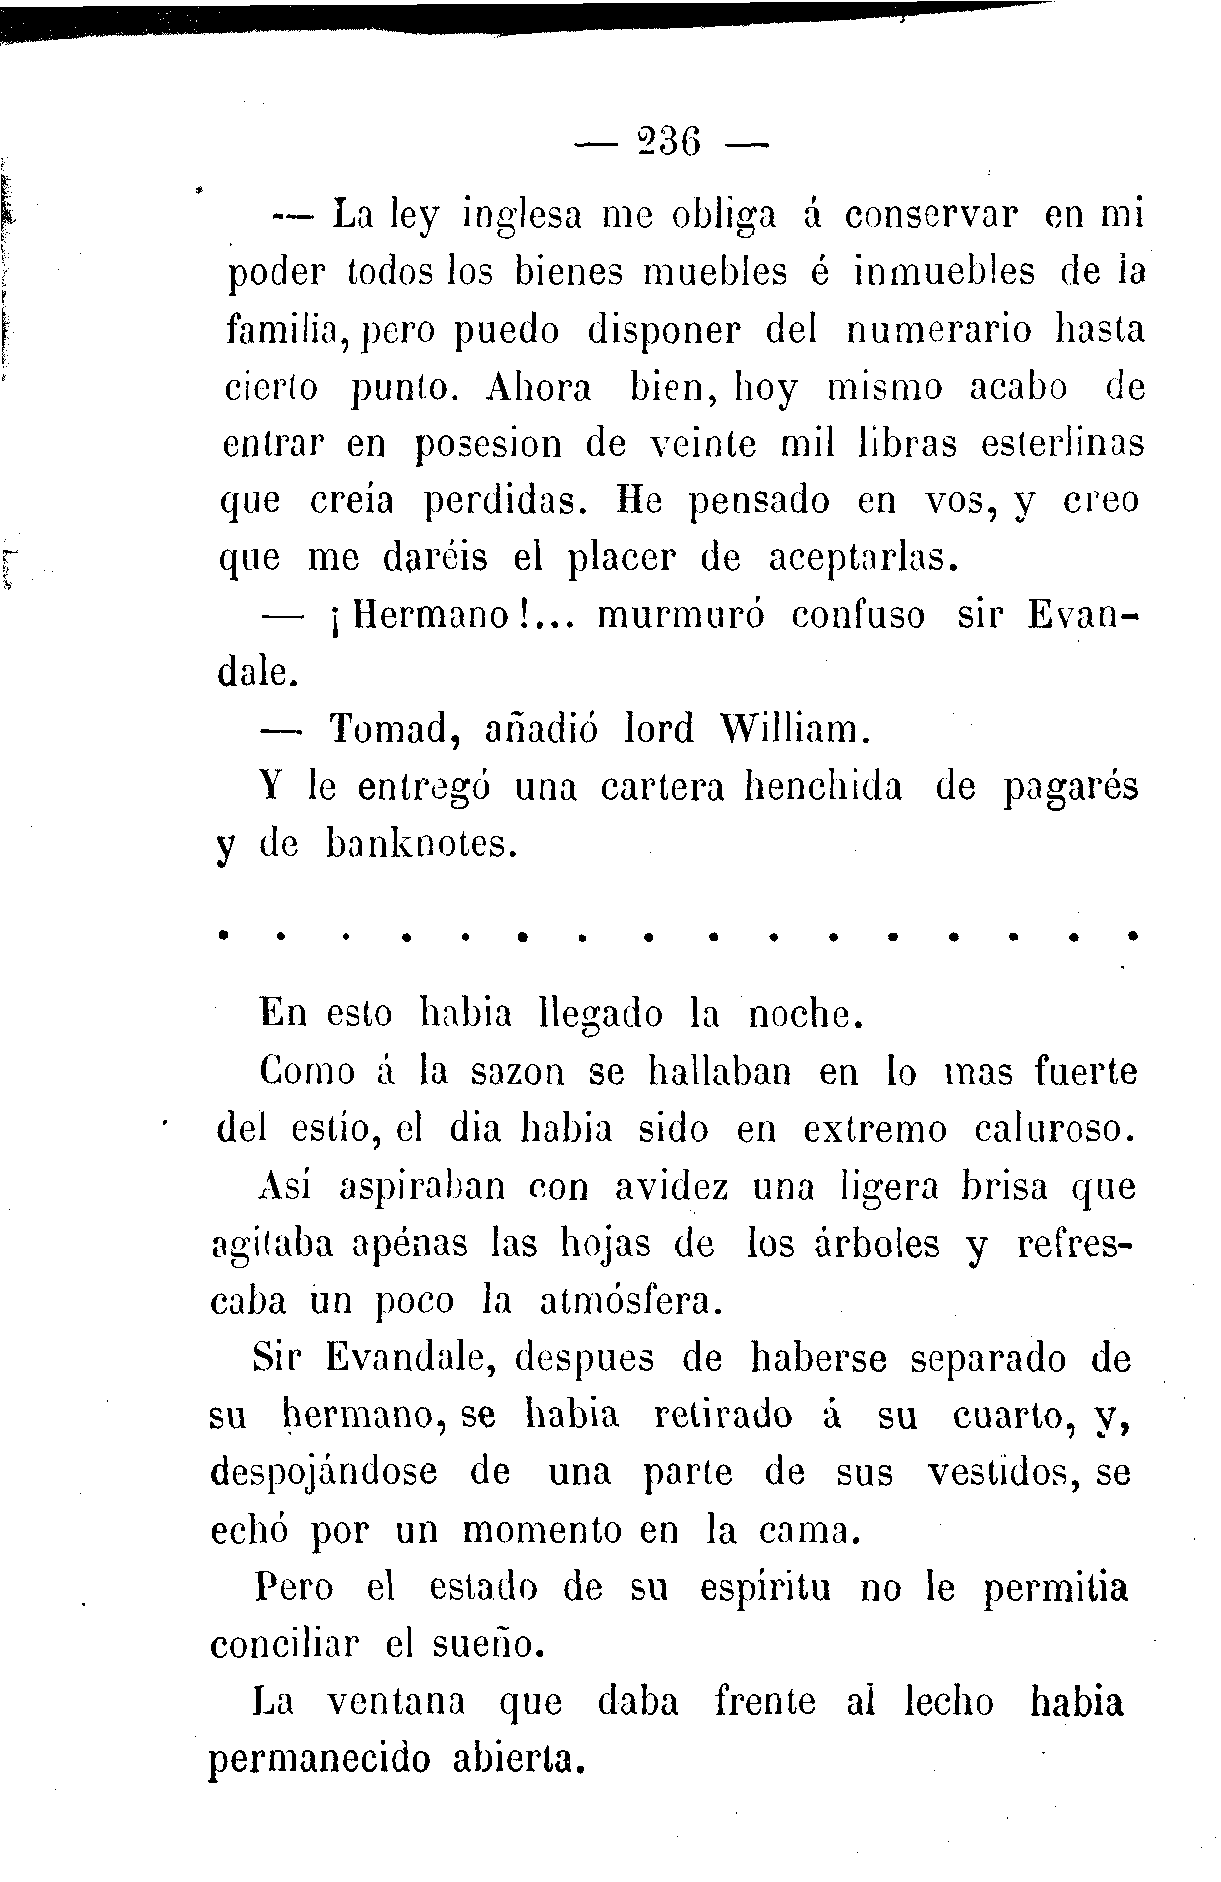 — 236 —
— La ley inglesa me obliga á conservar en mi
poder todos los bienes muebles é inmuebles de la
familia, pero puedo disponer del numerario hasta
cierto punto. Ahora bien, hoy mismo acabo de
entrar en posesion de veinte mil libras esterlinas
que creía perdidas. He pensado en vos, y creo
que me daréis el placer de aceptarlas.
— ¡ Hermano !... murmuró confuso sir Evan-
dale.
— Tomad, añadió lord William.
Y le entregó una cartera henchida de pagarés
y de banknotes.
. . . . . . . . . . . . . . . .
En esto habia llegado la noche.
Como á la sazon se hallaban en lo mas fuerte
del estío, el dia habia sido en extremo caluroso.
Así aspiraban con avidez una ligera brisa que
agitaba apénas las hojas de los árboles y refres-
caba un poco la atmósfera.
Sir Evandale, despues de haberse separado de
su hermano, se habia retirado á su cuarto, y,
despojándose de una parte de sus vestidos, se
echó por un momento en la cama.
Pero el estado de su espíritu no le permitia
conciliar el sueño.
La ventana que daba frente al lecho habia
permanecido abierta.